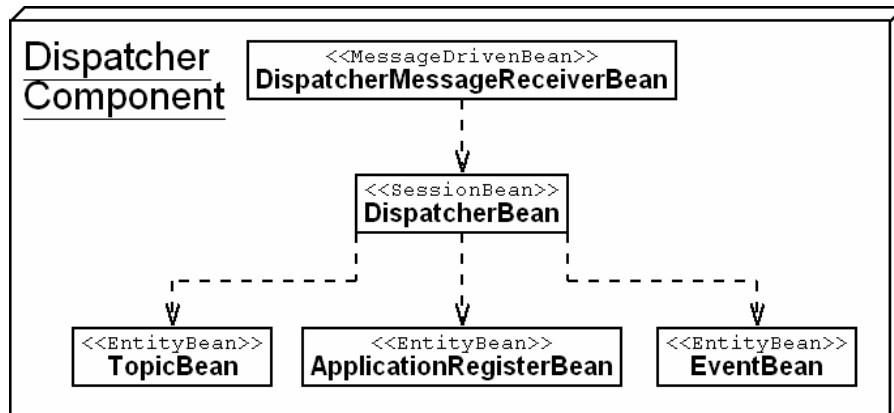 Dispatcher
Component
<<MessageDrivenBean>>
DispatcherMessageReceiverBean
<<SessionBean>>
DispatcherBean
<<EntityBean>>
TopicBean
<<EntityBean>>
ApplicationRegisterBean
<<EntityBean>>
EventBean